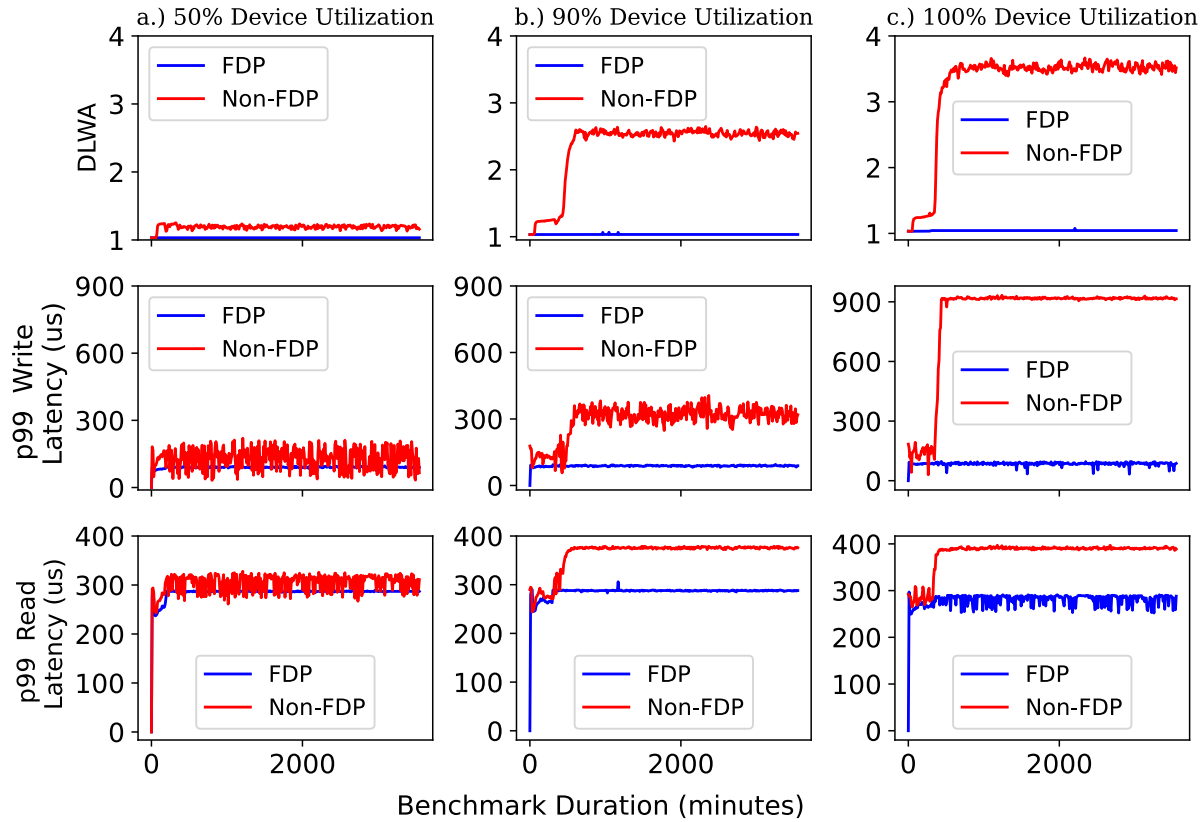 a.) 50% Device Utilization
b.) 90% Device Utilization
c.) 100% Device Utilization
DLWA
4
3
2
1
FDP
Non-FDP
4
3
2
1
FDP
Non-FDP
4
3
2
1
FDP
Non-FDP
p99 Write
Latency (us)
900
600
300
0
FDP
Non-FDP
900
600
300
0
FDP
Non-FDP
900
600
300
0
FDP
Non-FDP
p99 Read
Latency (us)
400
300
200
100
0
FDP
Non-FDP
0
2000
400
300
200
100
0
FDP
Non-FDP
0
2000
400
300
200
100
0
FDP
Non-FDP
0
2000
Benchmark Duration (minutes)